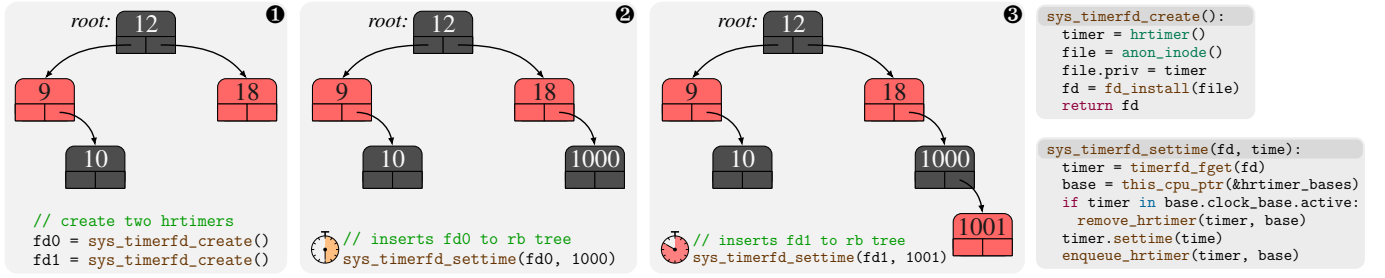 ❶
root:
12
9
18
10
// create two hrtimers
fd0 = sys_timerfd_create()
fd1 = sys_timerfd_create()
❷
root:
12
9
18
10
1000
// inserts fd0 to rb tree
sys_timerfd_settime(fd0, 1000)
❸
root:
12
9
18
10
1000
1001
// inserts fd1 to rb tree
sys_timerfd_settime(fd1, 1001)
sys_timerfd_create():
timer = hrtimer()
file = anon_inode()
file.priv = timer
fd = fd_install(file)
return fd
sys_timerfd_settime(fd, time):
timer = timerfd_fget(fd)
base = this_cpu_ptr(&hrtimer_bases)
if timer in base.clock_base.active:
remove_hrtimer(timer, base)
timer.settime(time)
enqueue_hrtimer(timer, base)